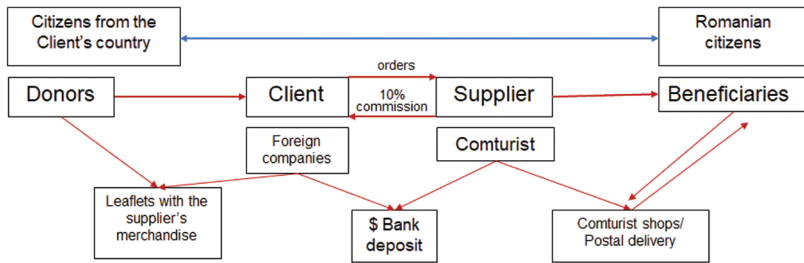 Citizens from the
Client's country
Romanian
citizens
orders
Donors
Client
10%
commission
Supplier
Beneficiaries
Foreign
companies
Comturist
Leaflets with the
supplier's
merchandise
$ Bank
deposit
Comturist shops/
Postal delivery